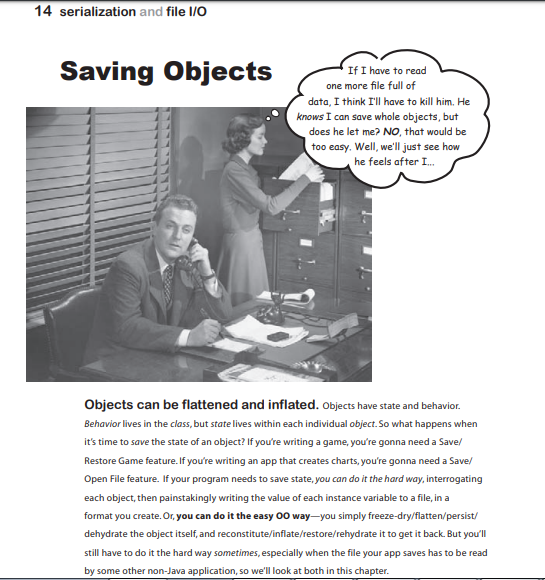 14 serialization and file I/O
Saving Objects
If I have to read
one more file full of
data, I think I'll have to kill him. He
knows I can save whole objects, but
does he let me? NO, that would be
too easy. Well, we'll just see how
he feels after I...
Objects can be flattened and inflated. Objects have state and behavior.
Behavior lives in the class, but state lives within each individual object. So what happens when
it's time to save the state of an object? If you're writing a game, you're gonna need a Save/
Restore Game feature. If you're writing an app that creates charts, you're gonna need a Save/
Open File feature. If your program needs to save state, you can do it the hard way, interrogating
each object, then painstakingly writing the value of each instance variable to a file, in a
format you create. Or, you can do it the easy OO way—you simply freeze-dry/flatten/persist/
dehydrate the object itself, and reconstitute/inflate/restore/rehydrate it to get it back. But you'll
still have to do it the hard way sometimes, especially when the file your app saves has to be read
by some other non-Java application, so we'll look at both in this chapter.